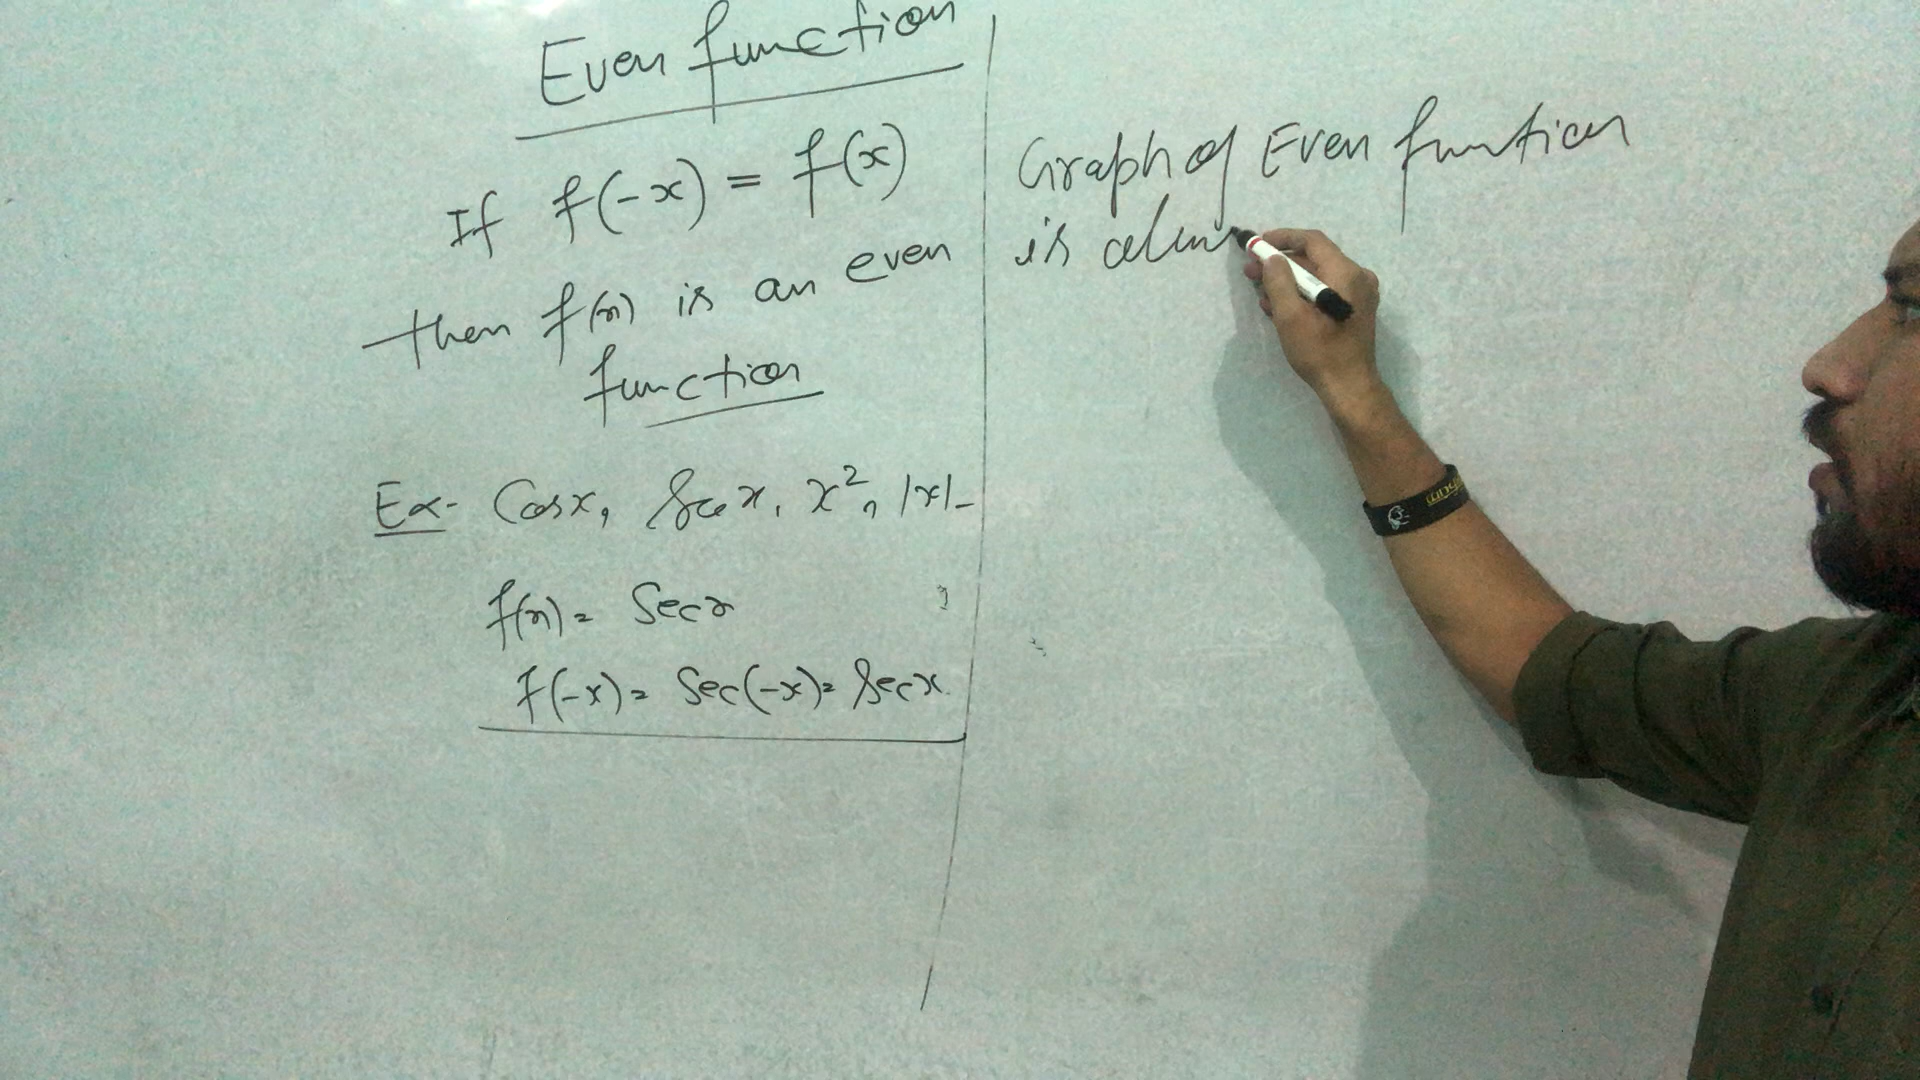 Even function
If f(-x) = f(x)
then f(x) is an even
function
Ex- Cosx, Secx, x², |x|-
f(x)= Secx
f(-x)= Sec(-x)= Secx
Graph of Even function
is alw